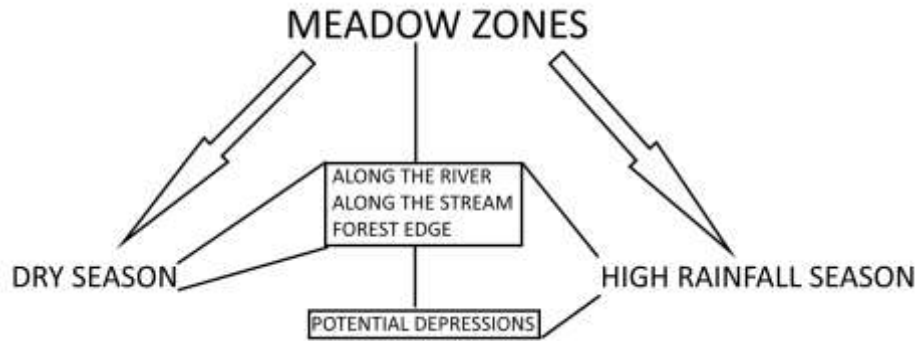 MEADOW ZONES
ALONG THE RIVER
ALONG THE STREAM
FOREST EDGE
DRY SEASON
HIGH RAINFALL SEASON
POTENTIAL DEPRESSIONS